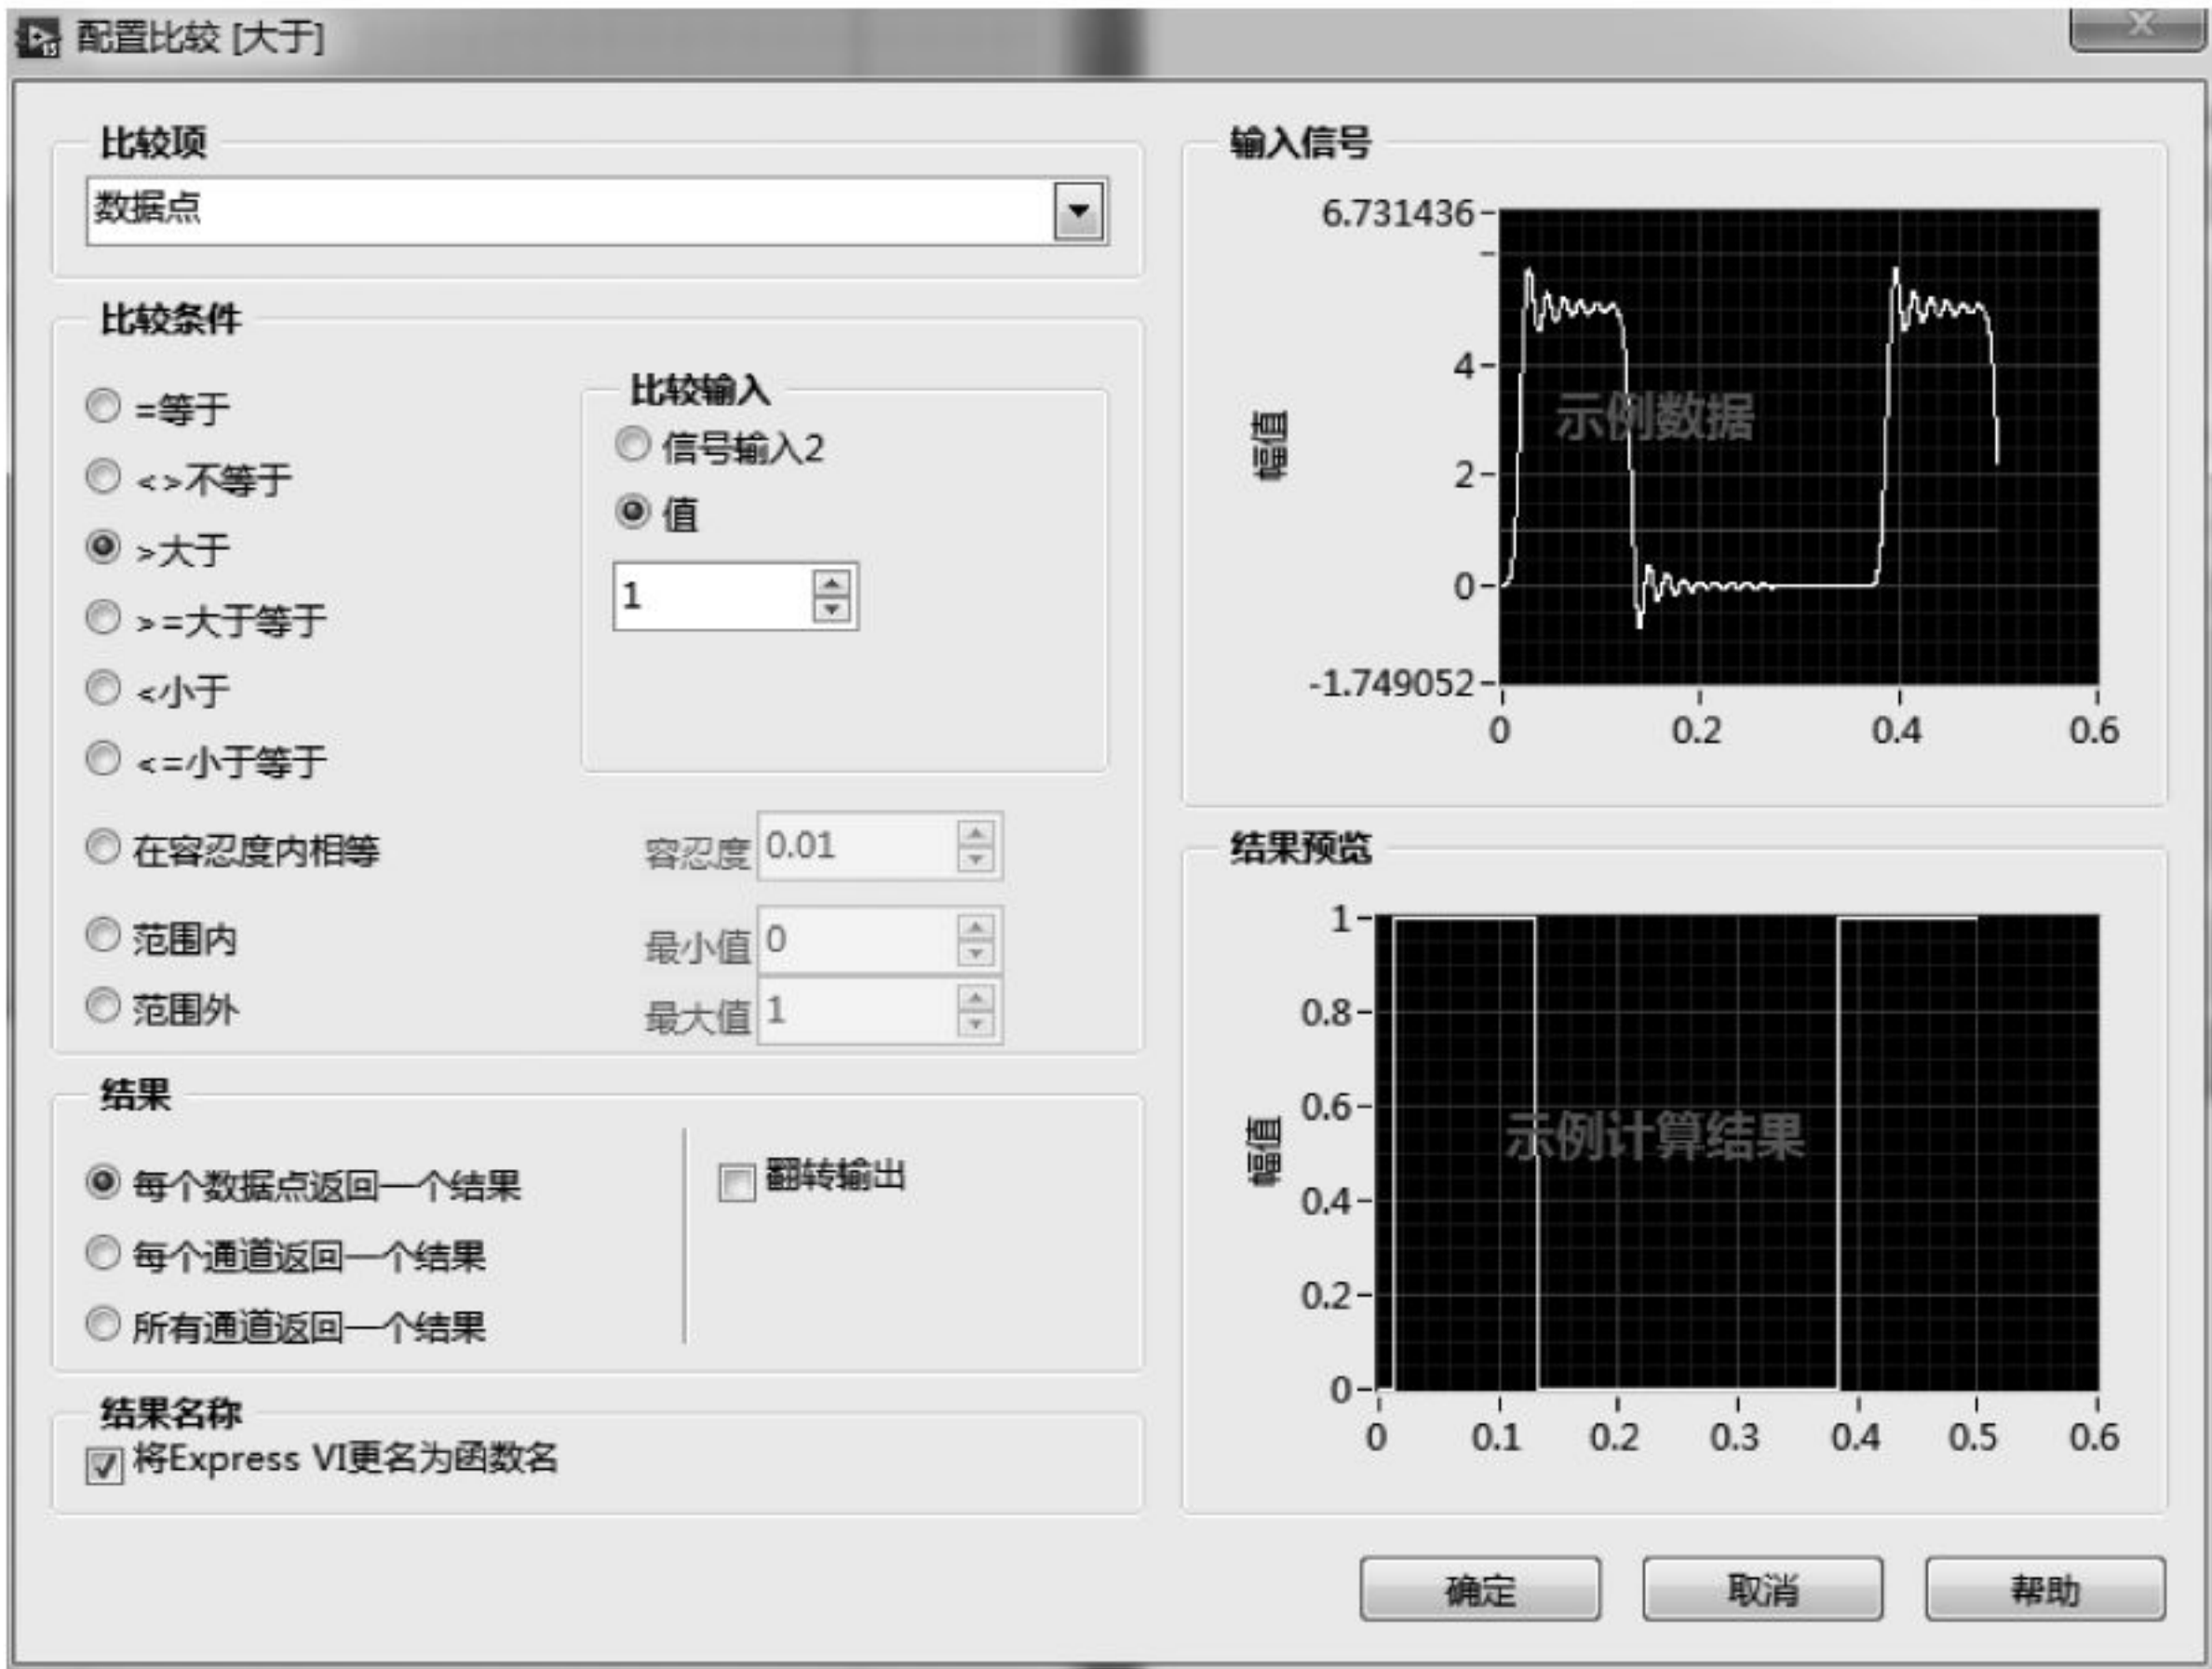 配置比较 [大于]
X
比较项
数据点
比较条件
=等于
<>不等于
>大于
>=大于等于
<小于
<=小于等于
比较输入
信号输入2
值
1
在容忍度内相等
容忍度 0.01
范围内
最小值 0
范围外
最大值 1
结果
每个数据点返回一个结果
每个通道返回一个结果
所有通道返回一个结果
翻转输出
结果名称
将Express VI更名为函数名
输入信号
6.731436
4
2
0
-1.749052
幅值
示例数据
0 0.2 0.4 0.6
结果预览
1
0.8
0.6
0.4
0.2
0
幅值
示例计算结果
0 0.1 0.2 0.3 0.4 0.5 0.6
确定 取消 帮助